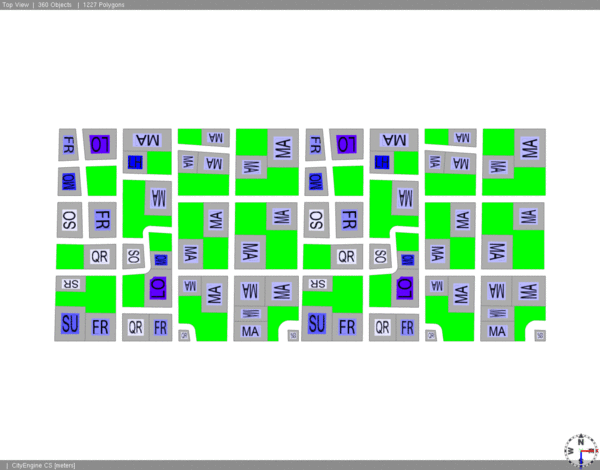 Top View | 360 Objects | 1227 Polygons
FR LO MA MA MA FR LO MA MA MA
MA MA MA MA MA MA
MA MA
OS FR MA MA OS FR MA MA
QR SO MA MA QR SO MA MA
SR LO MA MA MA MA SR LO MA MA MA MA
SU FR QR FR MA SU FR QR FR MA
N
W E
S
| CityEngine CS [meters]